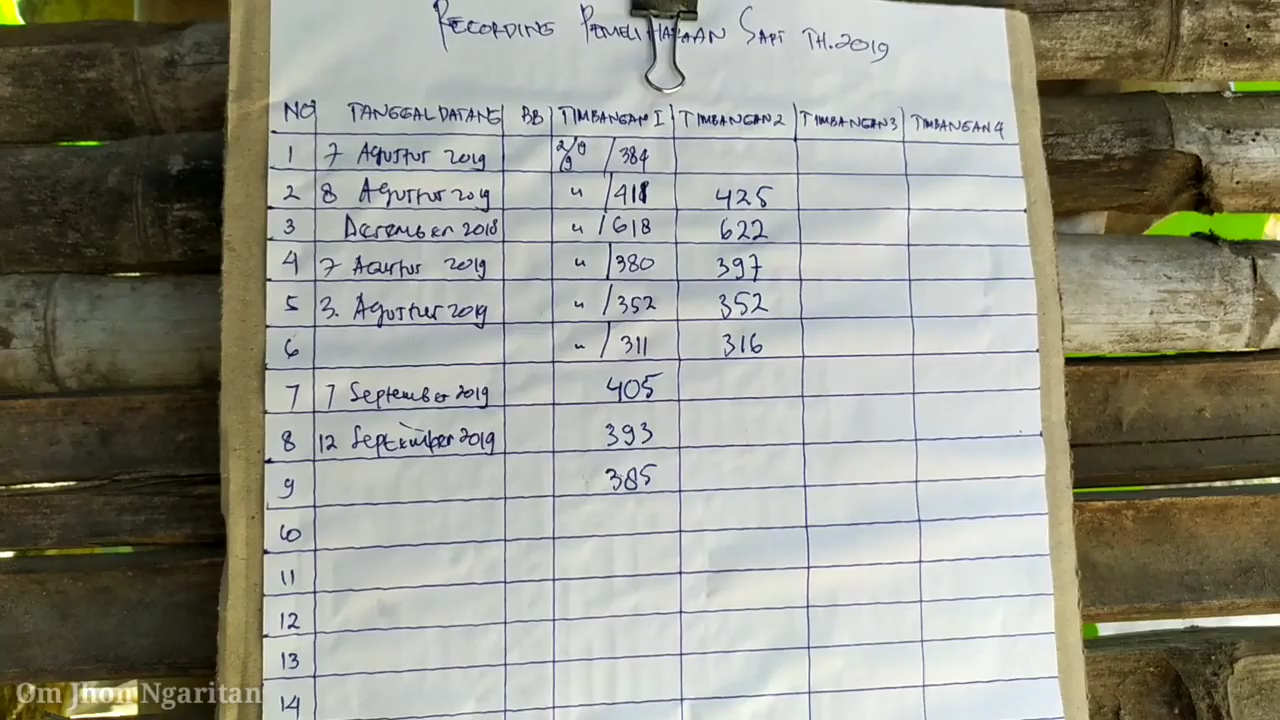 RECORDING PEMELIHARAAN SAPI TH.2019
NO TANGGAL DATANG BB TIMBANGAN I TIMBANGAN 2 TIMBANGAN 3 TIMBANGAN 4
1 7 Agustus 2019 2/9 19 / 384
2 8 Agustus 2019 " / 418 425
3 Desember 2018 " / 618 622
4 7 Agustus 2019 " / 380 397
5 3. Agustus 2019 " / 352 352
6 " / 311 316
7 7 September 2019 405
8 12 September 2019 393
9 385
10
11
12
13
14
Om Jhon Ngaritan